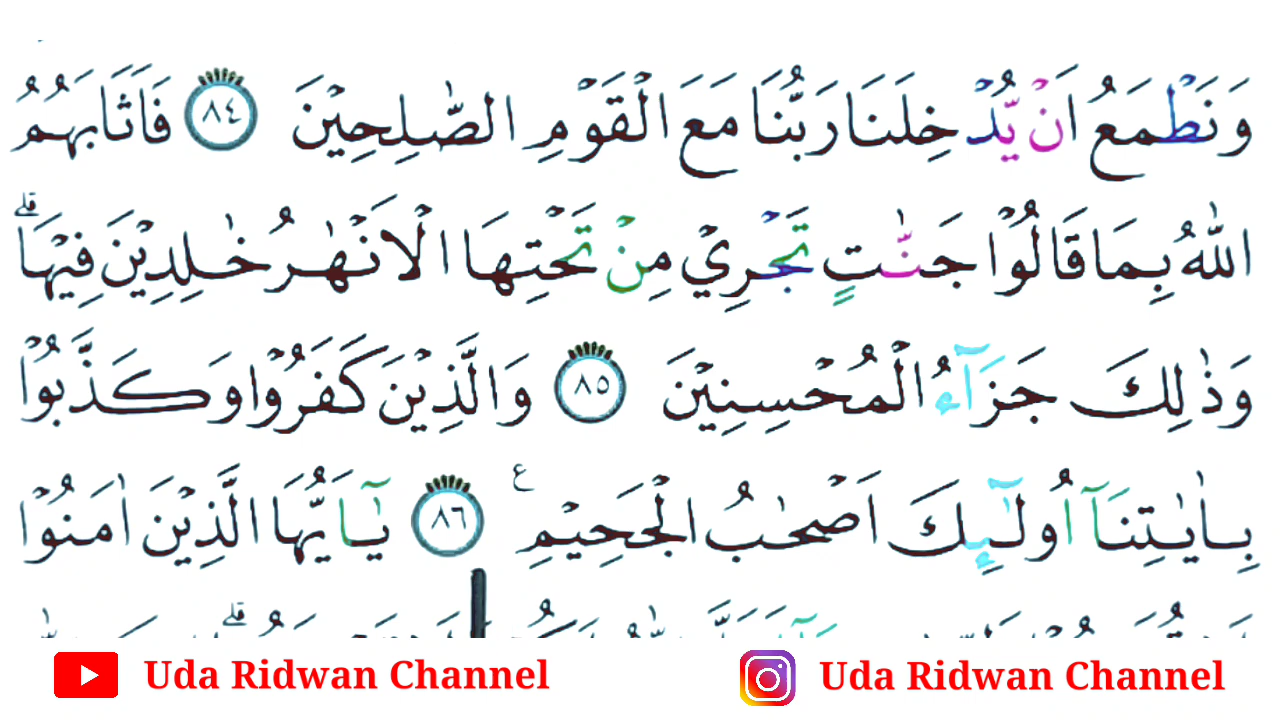 وَنَطْمَعُ اَنْ يُّدْخِلَنَا رَبُّنَا مَعَ الْقَوْمِ الصّٰلِحِيْنَ ٨٤ فَاَثَابَهُمُ
اللّٰهُ بِمَا قَالُوْا جَنّٰتٍ تَجْرِيْ مِنْ تَحْتِهَا الْاَنْهٰرُ خٰلِدِيْنَ فِيْهَاۗ
وَذٰلِكَ جَزَاۤءُ الْمُحْسِنِيْنَ ٨٥ وَالَّذِيْنَ كَفَرُوْا وَكَذَّبُوْا
بِاٰيٰتِنَآ اُولٰۤىِٕكَ اَصْحٰبُ الْجَحِيْمِ ع ٨٦ يٰٓاَيُّهَا الَّذِيْنَ اٰمَنُوْا
Uda Ridwan Channel
Uda Ridwan Channel